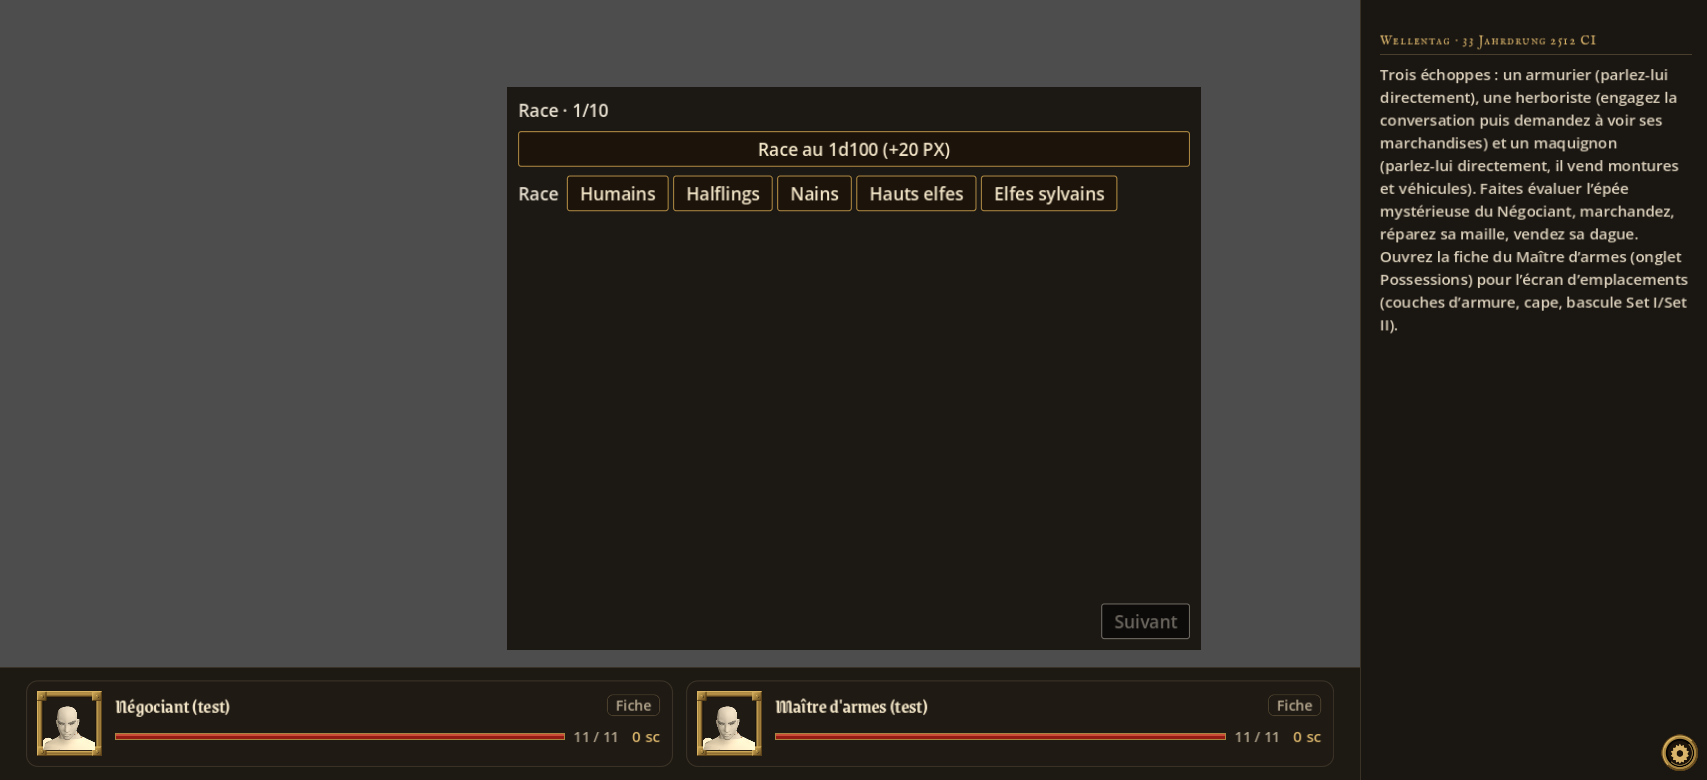 Race · 1/10
Race au 1d100 (+20 PX)
Race Humains Halflings Nains Hauts elfes Elfes sylvains
Suivant
Négociant (test) Fiche
11 / 11 0 sc
Maître d'armes (test) Fiche
11 / 11 0 sc
Wellentag · 33 Jahrdrung 2512 CI
Trois échoppes : un armurier (parlez-lui
directement), une herboriste (engagez la
conversation puis demandez à voir ses
marchandises) et un maquignon
(parlez-lui directement, il vend montures
et véhicules). Faites évaluer l’épée
mystérieuse du Négociant, marchandez,
réparez sa maille, vendez sa dague.
Ouvrez la fiche du Maître d’armes (onglet
Possessions) pour l’écran d’emplacements
(couches d’armure, cape, bascule Set I/Set
II).